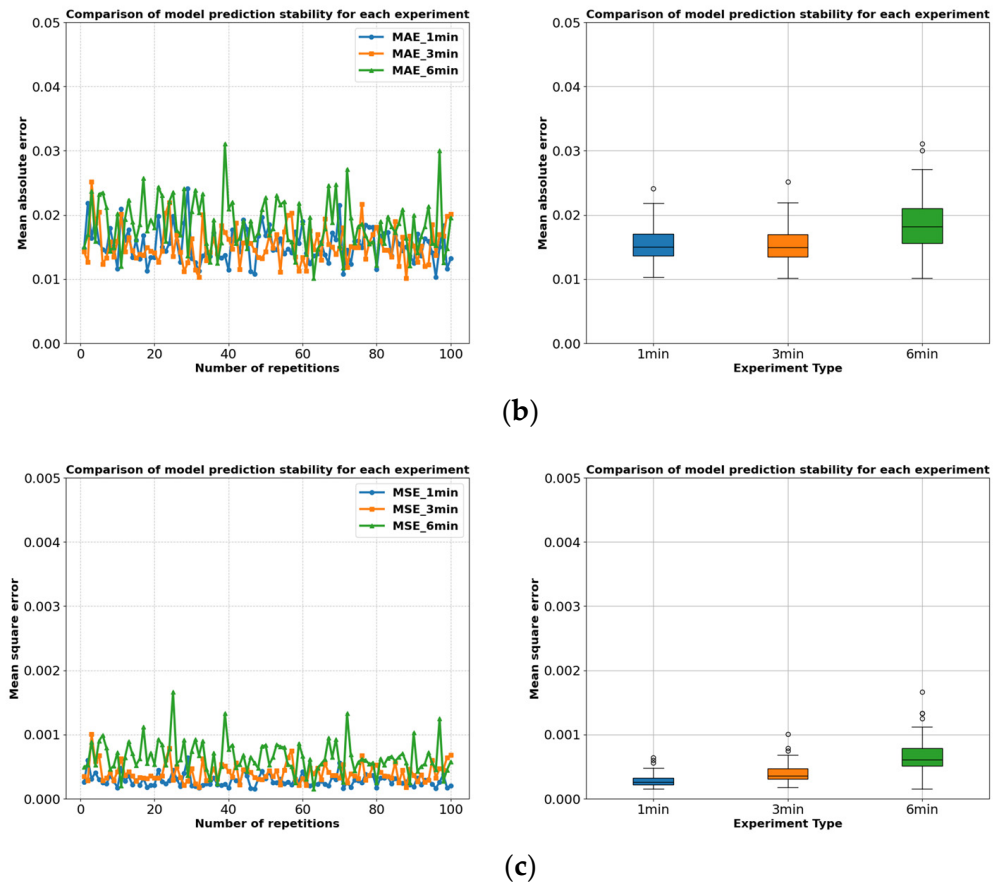 Comparison of model prediction stability for each experiment
MAE_1min
MAE_3min
MAE_6min
0.05
0.04
0.03
0.02
0.01
0.00
Mean absolute error
0 20 40 60 80 100
Number of repetitions
Comparison of model prediction stability for each experiment
0.05
0.04
0.03
0.02
0.01
0.00
Mean absolute error
1min 3min 6min
Experiment Type
(b)
Comparison of model prediction stability for each experiment
MSE_1min
MSE_3min
MSE_6min
0.005
0.004
0.003
0.002
0.001
0.000
Mean square error
0 20 40 60 80 100
Number of repetitions
Comparison of model prediction stability for each experiment
0.005
0.004
0.003
0.002
0.001
0.000
Mean square error
1min 3min 6min
Experiment Type
(c)